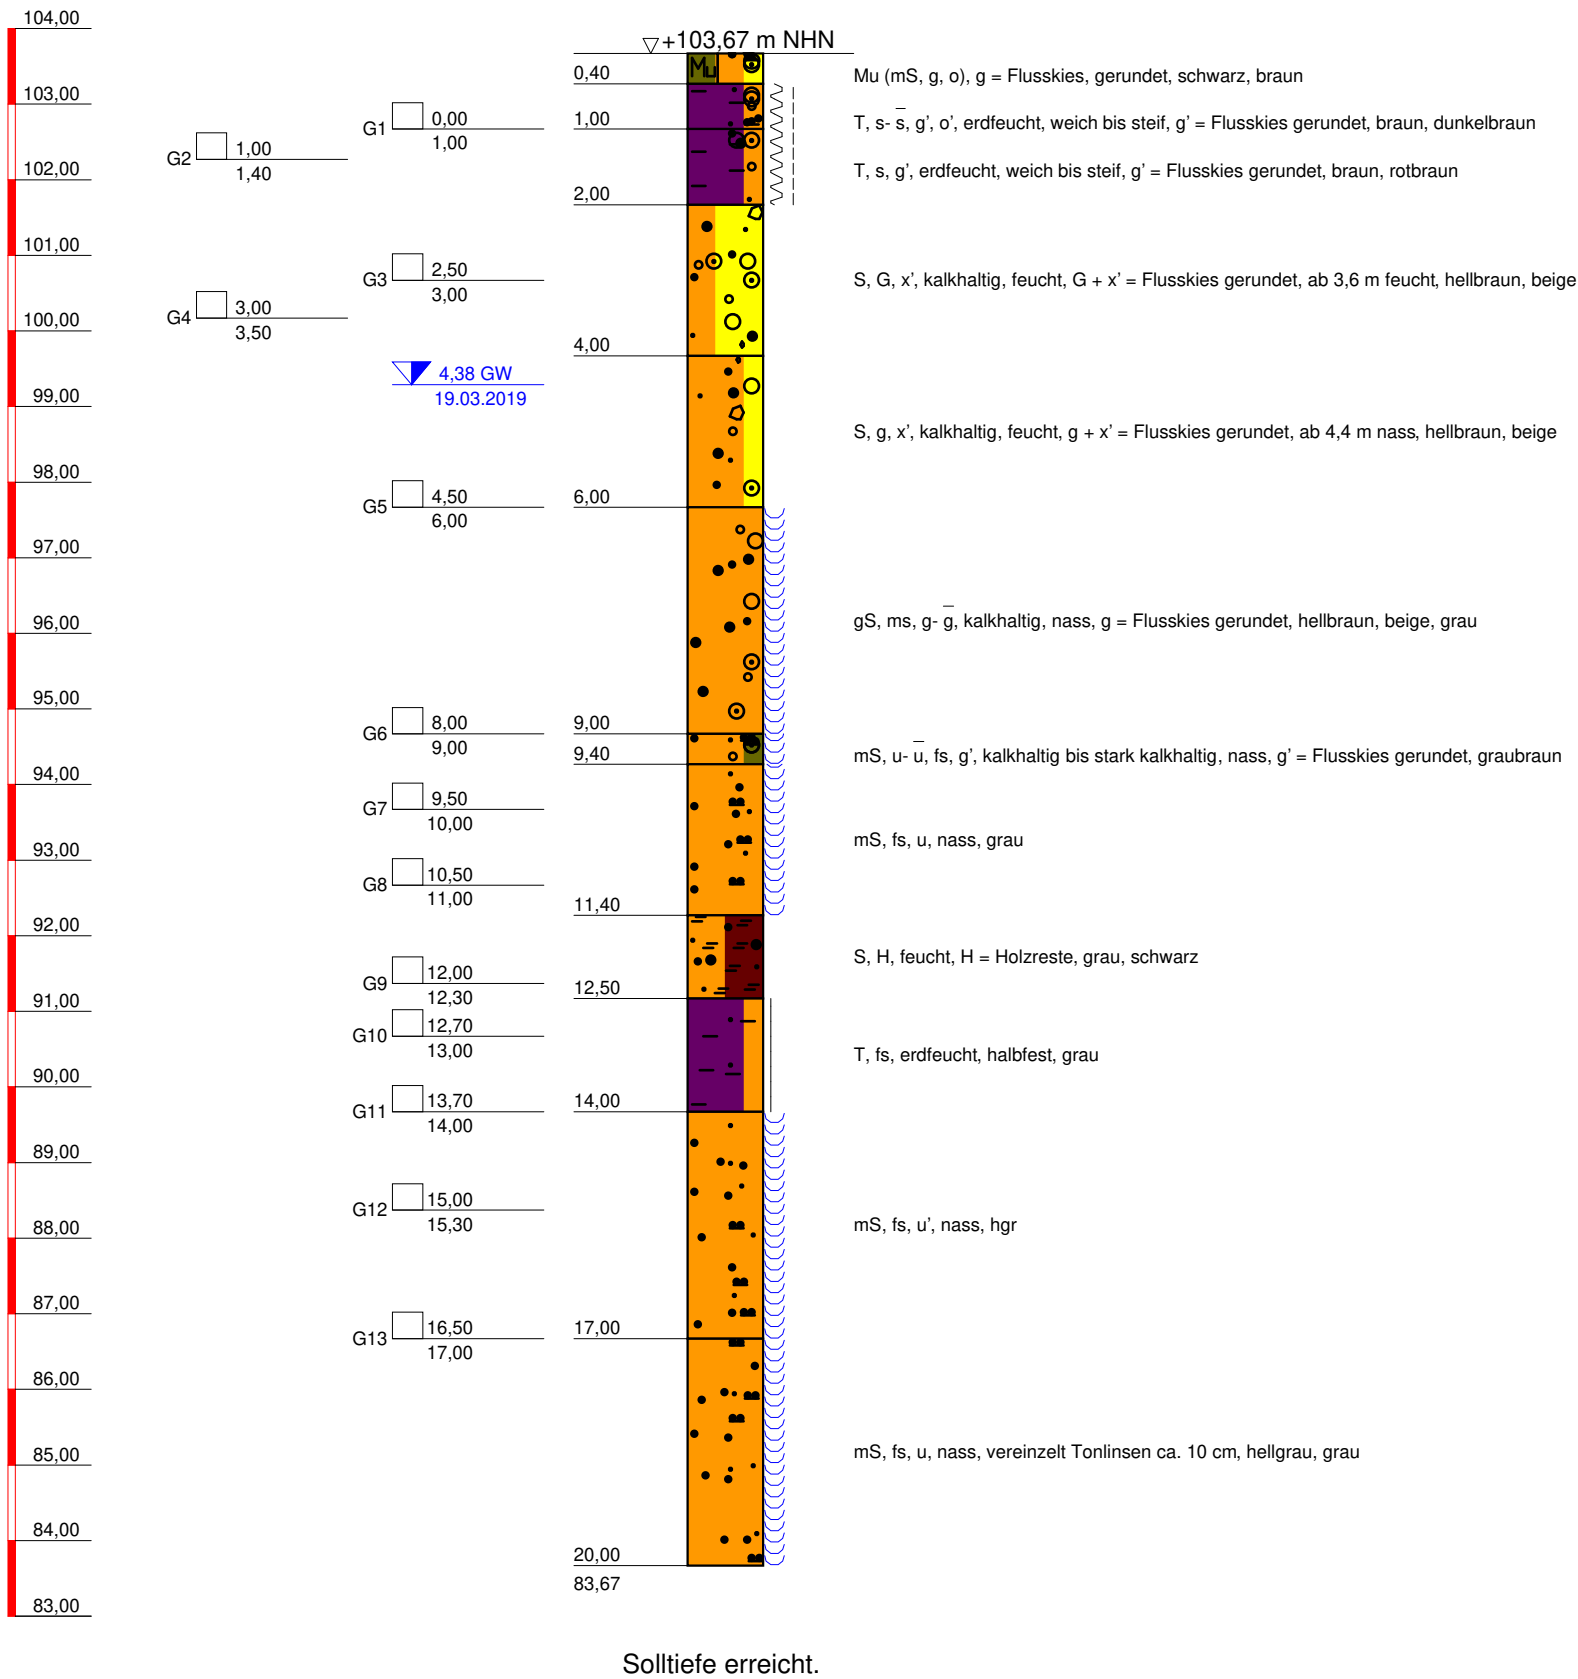 104,00
103,00
102,00
101,00
100,00
99,00
98,00
97,00
96,00
95,00
94,00
93,00
92,00
91,00
90,00
89,00
88,00
87,00
86,00
85,00
84,00
83,00
G2 1,00
1,40
G4 3,00
3,50
G1 0,00
1,00
G3 2,50
3,00
4,38 GW
19.03.2019
G5 4,50
6,00
G6 8,00
9,00
G7 9,50
10,00
G8 10,50
11,00
G9 12,00
12,30
G10 12,70
13,00
G11 13,70
14,00
G12 15,00
15,30
G13 16,50
17,00
+103,67 m NHN
Mu
0,40
1,00
2,00
4,00
6,00
9,00
9,40
11,40
12,50
14,00
17,00
20,00
83,67
Mu (mS, g, o), g = Flusskies, gerundet, schwarz, braun
T, s- s̅, g', o', erdfeucht, weich bis steif, g' = Flusskies gerundet, braun, dunkelbraun
T, s, g', erdfeucht, weich bis steif, g' = Flusskies gerundet, braun, rotbraun
S, G, x', kalkhaltig, feucht, G + x' = Flusskies gerundet, ab 3,6 m feucht, hellbraun, beige
S, g, x', kalkhaltig, feucht, g + x' = Flusskies gerundet, ab 4,4 m nass, hellbraun, beige
gS, ms, g- g̅, kalkhaltig, nass, g = Flusskies gerundet, hellbraun, beige, grau
mS, u- u̅, fs, g', kalkhaltig bis stark kalkhaltig, nass, g' = Flusskies gerundet, graubraun
mS, fs, u, nass, grau
S, H, feucht, H = Holzreste, grau, schwarz
T, fs, erdfeucht, halbfest, grau
mS, fs, u', nass, hgr
mS, fs, u, nass, vereinzelt Tonlinsen ca. 10 cm, hellgrau, grau
Solltiefe erreicht.